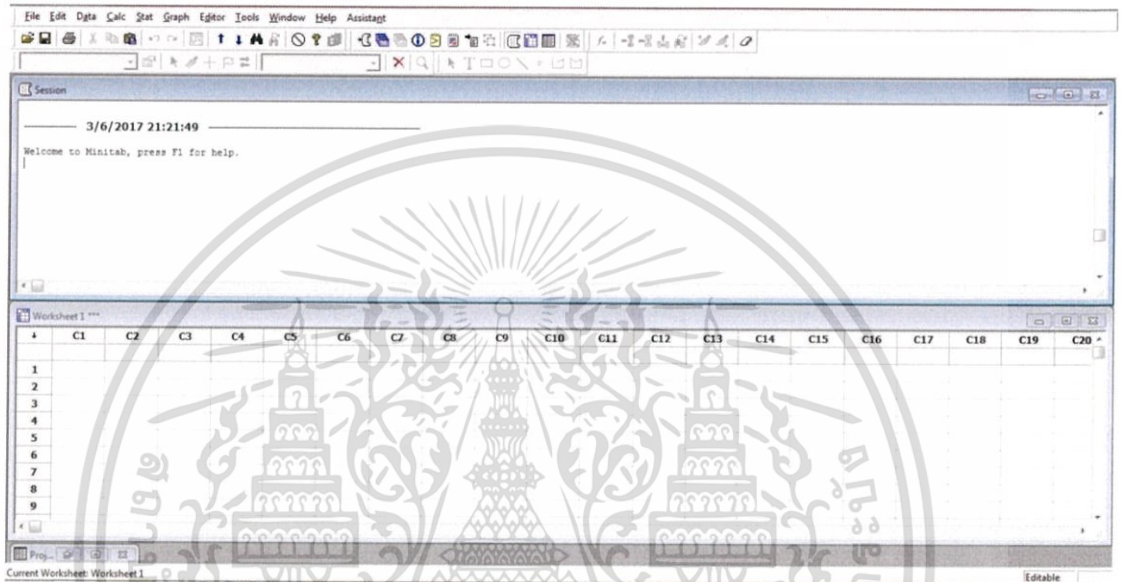 File Edit Data Calc Stat Graph Editor Tools Window Help Assistant
Session
3/6/2017 21:21:49
Welcome to Minitab, press F1 for help.
Worksheet 1 ***
C1 C2 C3 C4 C5 C6 C7 C8 C9 C10 C11 C12 C13 C14 C15 C16 C17 C18 C19 C20
1
2
3
4
5
6
7
8
9
Proj...
Current Worksheet: Worksheet 1
Editable